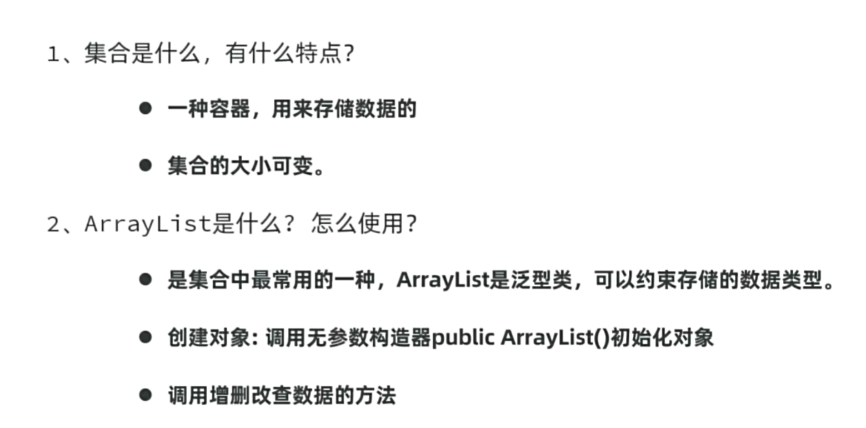 1、集合是什么，有什么特点？
● 一种容器，用来存储数据的
● 集合的大小可变。
2、ArrayList是什么？ 怎么使用？
● 是集合中最常用的一种，ArrayList是泛型类，可以约束存储的数据类型。
● 创建对象: 调用无参数构造器public ArrayList()初始化对象
● 调用增删改查数据的方法